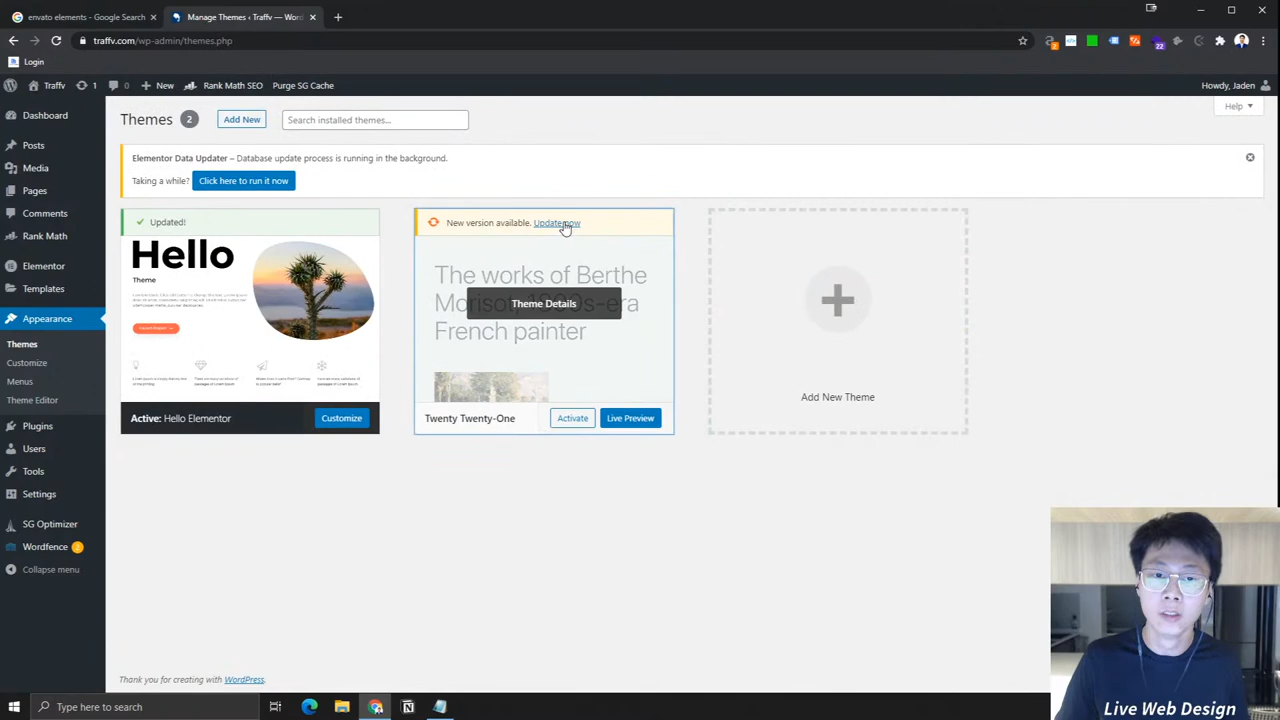 envato elements - Google Search
Manage Themes ‹ Traffv — Word
traffv.com/wp-admin/themes.php
2
22
Login
Traffv
1
0
New
Rank Math SEO
Purge SG Cache
Howdy, Jaden
Dashboard
Posts
Media
Pages
Comments
Rank Math
Elementor
Templates
Appearance
Themes
Customize
Menus
Theme Editor
Plugins
Users
Tools
Settings
SG Optimizer
Wordfence 2
Collapse menu
Themes 2
Add New
Search installed themes...
Help
Elementor Data Updater – Database update process is running in the background.
Taking a while? Click here to run it now
Updated!
Hello
Theme
Active: Hello Elementor
Customize
New version available. Update now
The works of Berthe
French painter
Theme Details
Twenty Twenty-One
Activate
Live Preview
Add New Theme
Thank you for creating with WordPress.
Type here to search
Live Web Design